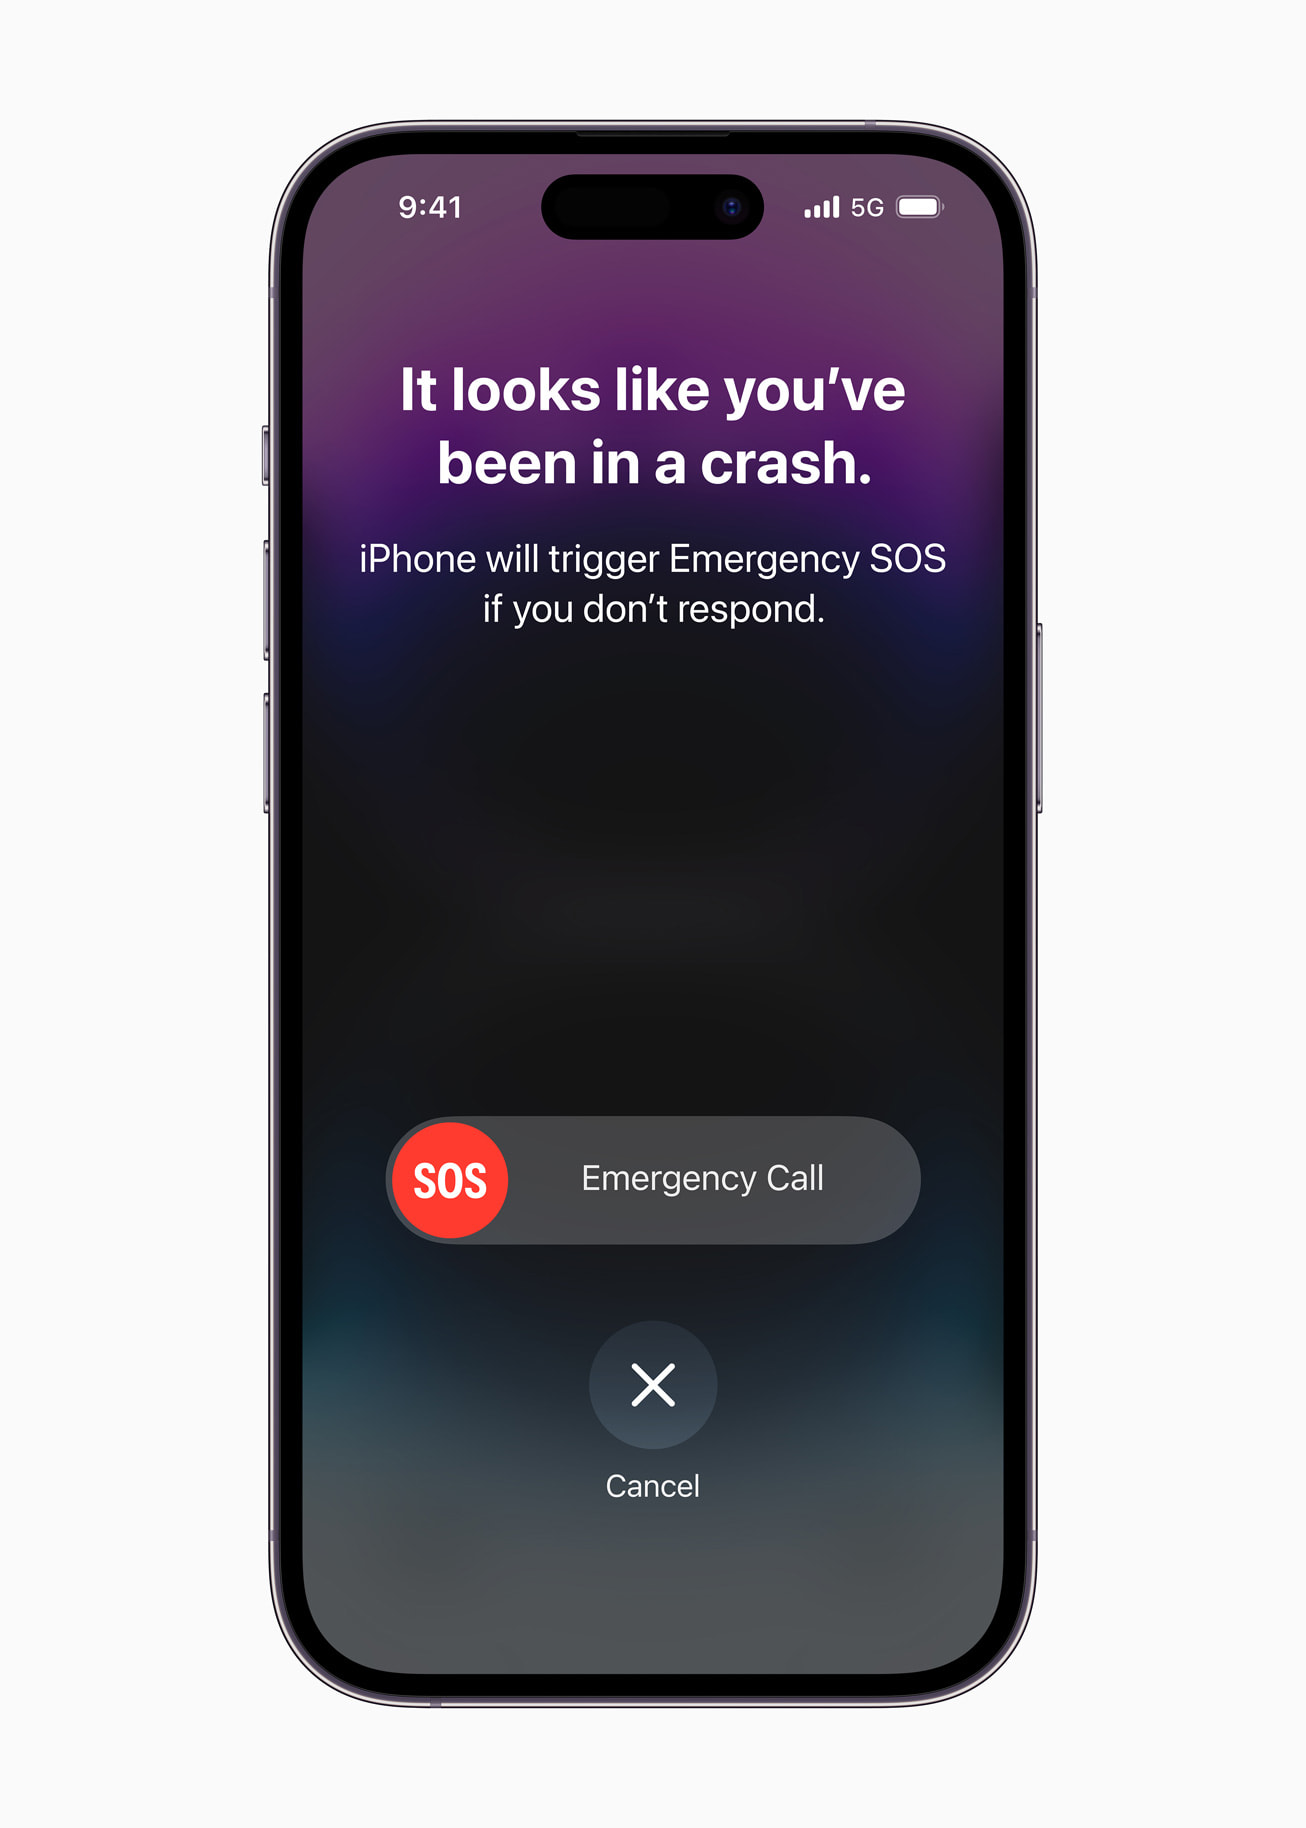 9:41 5G
It looks like you’ve
been in a crash.
iPhone will trigger Emergency SOS
if you don’t respond.
SOS Emergency Call
Cancel